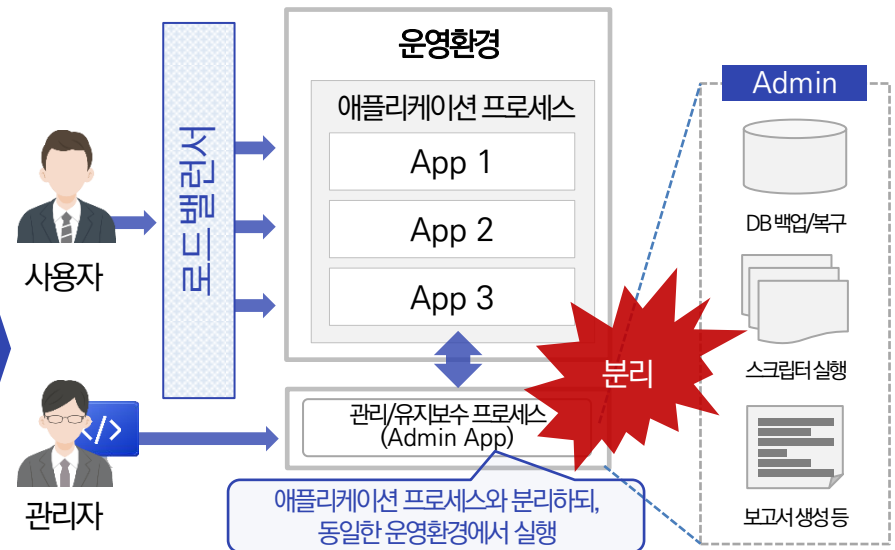 운영환경
애플리케이션 프로세스
App 1
App 2
App 3
로드밸런서
사용자
관리자
</>
관리/유지보수 프로세스
(Admin App)
애플리케이션 프로세스와 분리하되,
동일한 운영환경에서 실행
분리
Admin
DB 백업/복구
스크립터 실행
보고서 생성 등